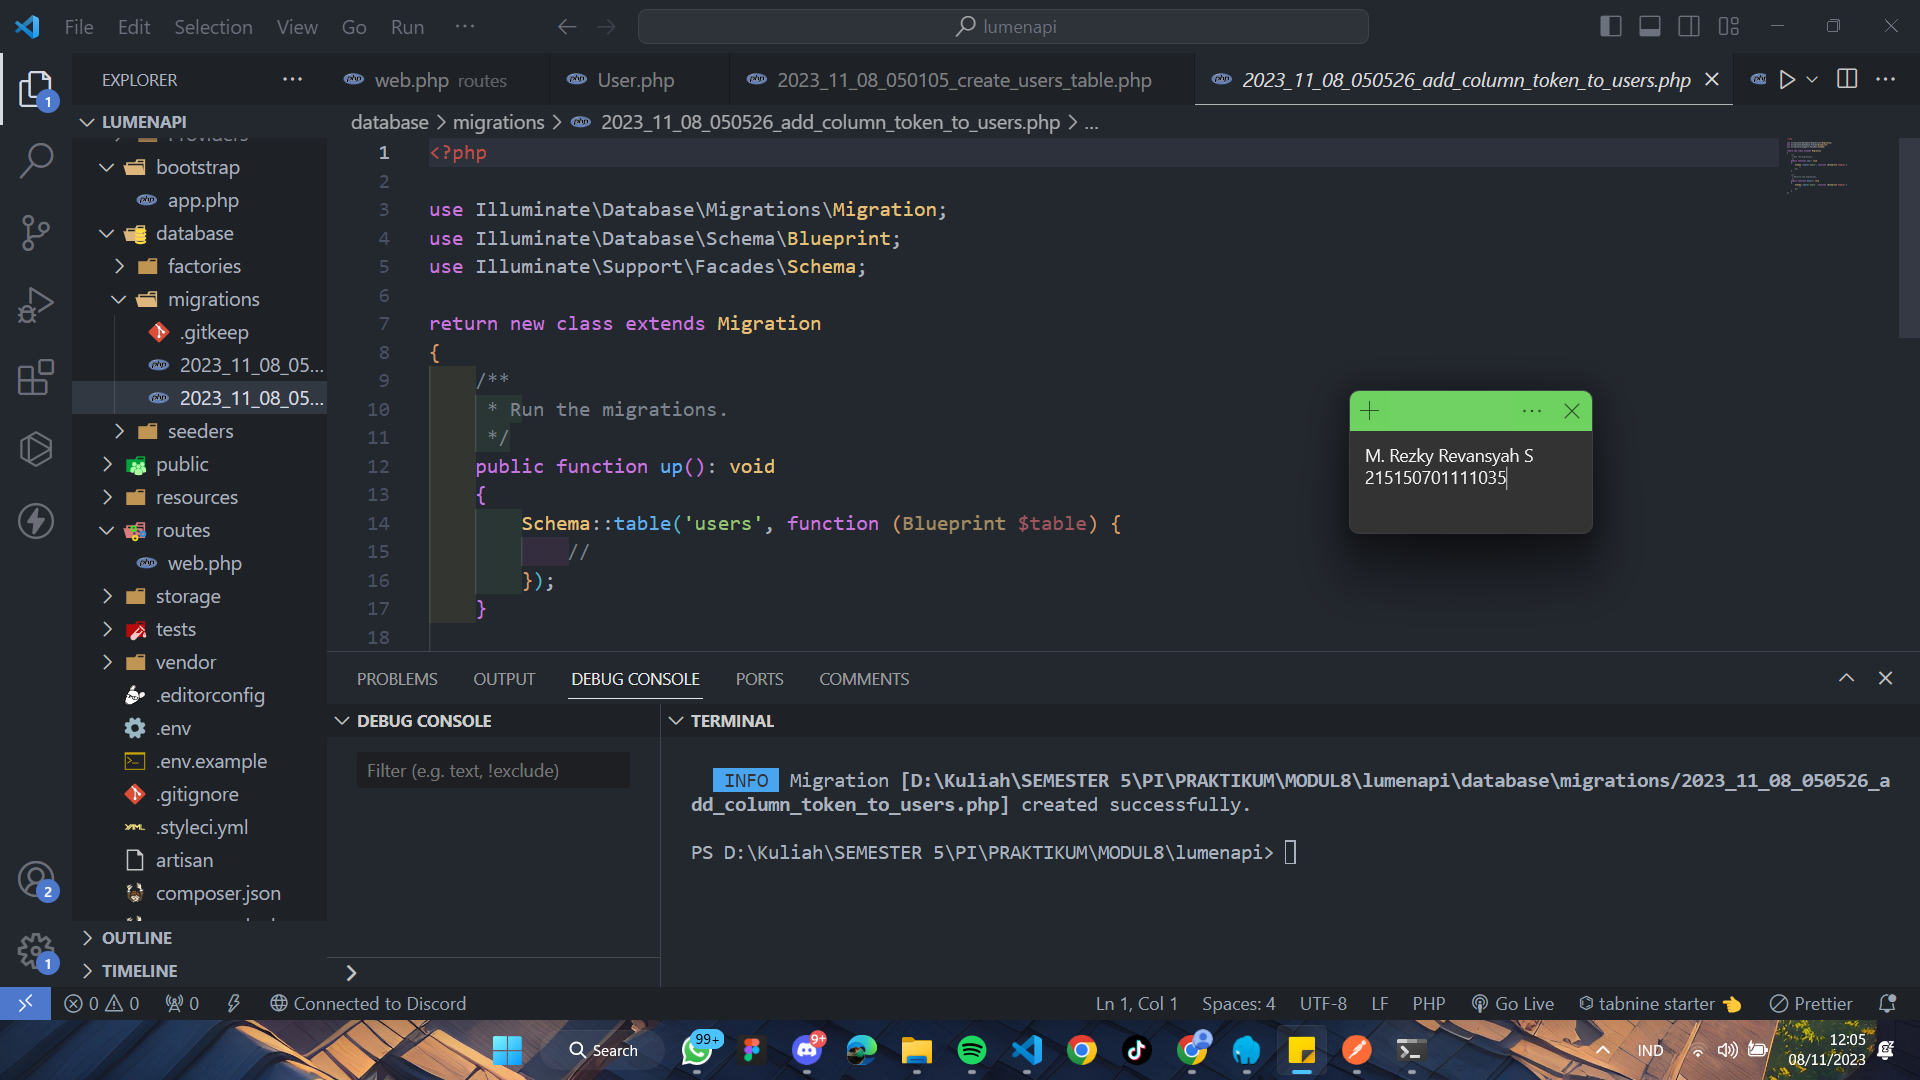 File Edit Selection View Go Run ... lumenapi
EXPLORER
web.php routes
User.php
2023_11_08_050105_create_users_table.php
2023_11_08_050526_add_column_token_to_users.php
LUMENAPI
Providers
bootstrap
app.php
database
factories
migrations
.gitkeep
2023_11_08_05...
2023_11_08_05...
seeders
public
resources
routes
web.php
storage
tests
vendor
.editorconfig
.env
.env.example
.gitignore
.styleci.yml
artisan
composer.json
OUTLINE
TIMELINE
database > migrations > 2023_11_08_050526_add_column_token_to_users.php > ...
1 <?php
2
3 use Illuminate\Database\Migrations\Migration;
4 use Illuminate\Database\Schema\Blueprint;
5 use Illuminate\Support\Facades\Schema;
6
7 return new class extends Migration
8 {
9 /**
10 * Run the migrations.
11 */
12 public function up(): void
13 {
14 Schema::table('users', function (Blueprint $table) {
15 //
16 });
17 }
18
M. Rezky Revansyah S
215150701111035
PROBLEMS OUTPUT DEBUG CONSOLE PORTS COMMENTS
DEBUG CONSOLE
Filter (e.g. text, !exclude)
TERMINAL
INFO Migration [D:\Kuliah\SEMESTER 5\PI\PRAKTIKUM\MODUL8\lumenapi\database\migrations/2023_11_08_050526_a
dd_column_token_to_users.php] created successfully.
PS D:\Kuliah\SEMESTER 5\PI\PRAKTIKUM\MODUL8\lumenapi>
1
2
1
0 0 0 Connected to Discord Ln 1, Col 1 Spaces: 4 UTF-8 LF PHP Go Live tabnine starter Prettier
Search
99+
9+
IND
12:05
08/11/2023